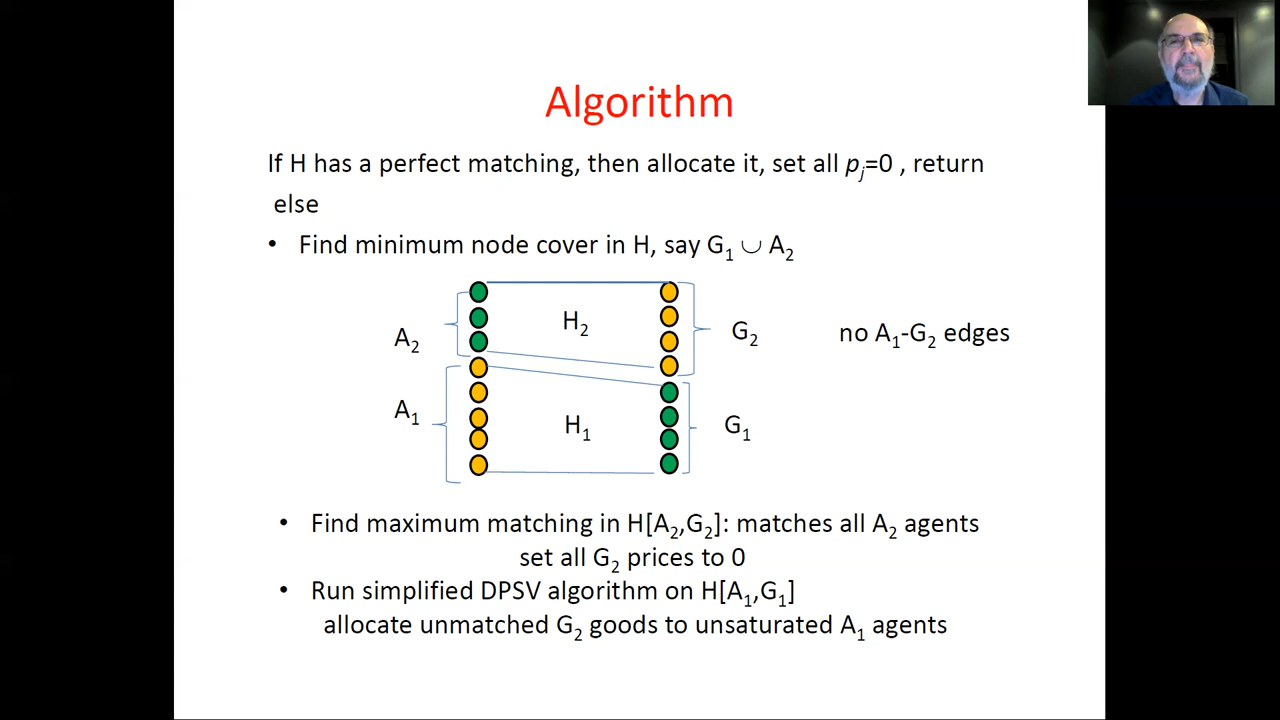 Algorithm
If H has a perfect matching, then allocate it, set all pⱼ=0 , return
else
• Find minimum node cover in H, say G₁ ∪ A₂
A₂
H₂
G₂
no A₁-G₂ edges
A₁
H₁
G₁
• Find maximum matching in H[A₂,G₂]: matches all A₂ agents
set all G₂ prices to 0
• Run simplified DPSV algorithm on H[A₁,G₁]
allocate unmatched G₂ goods to unsaturated A₁ agents